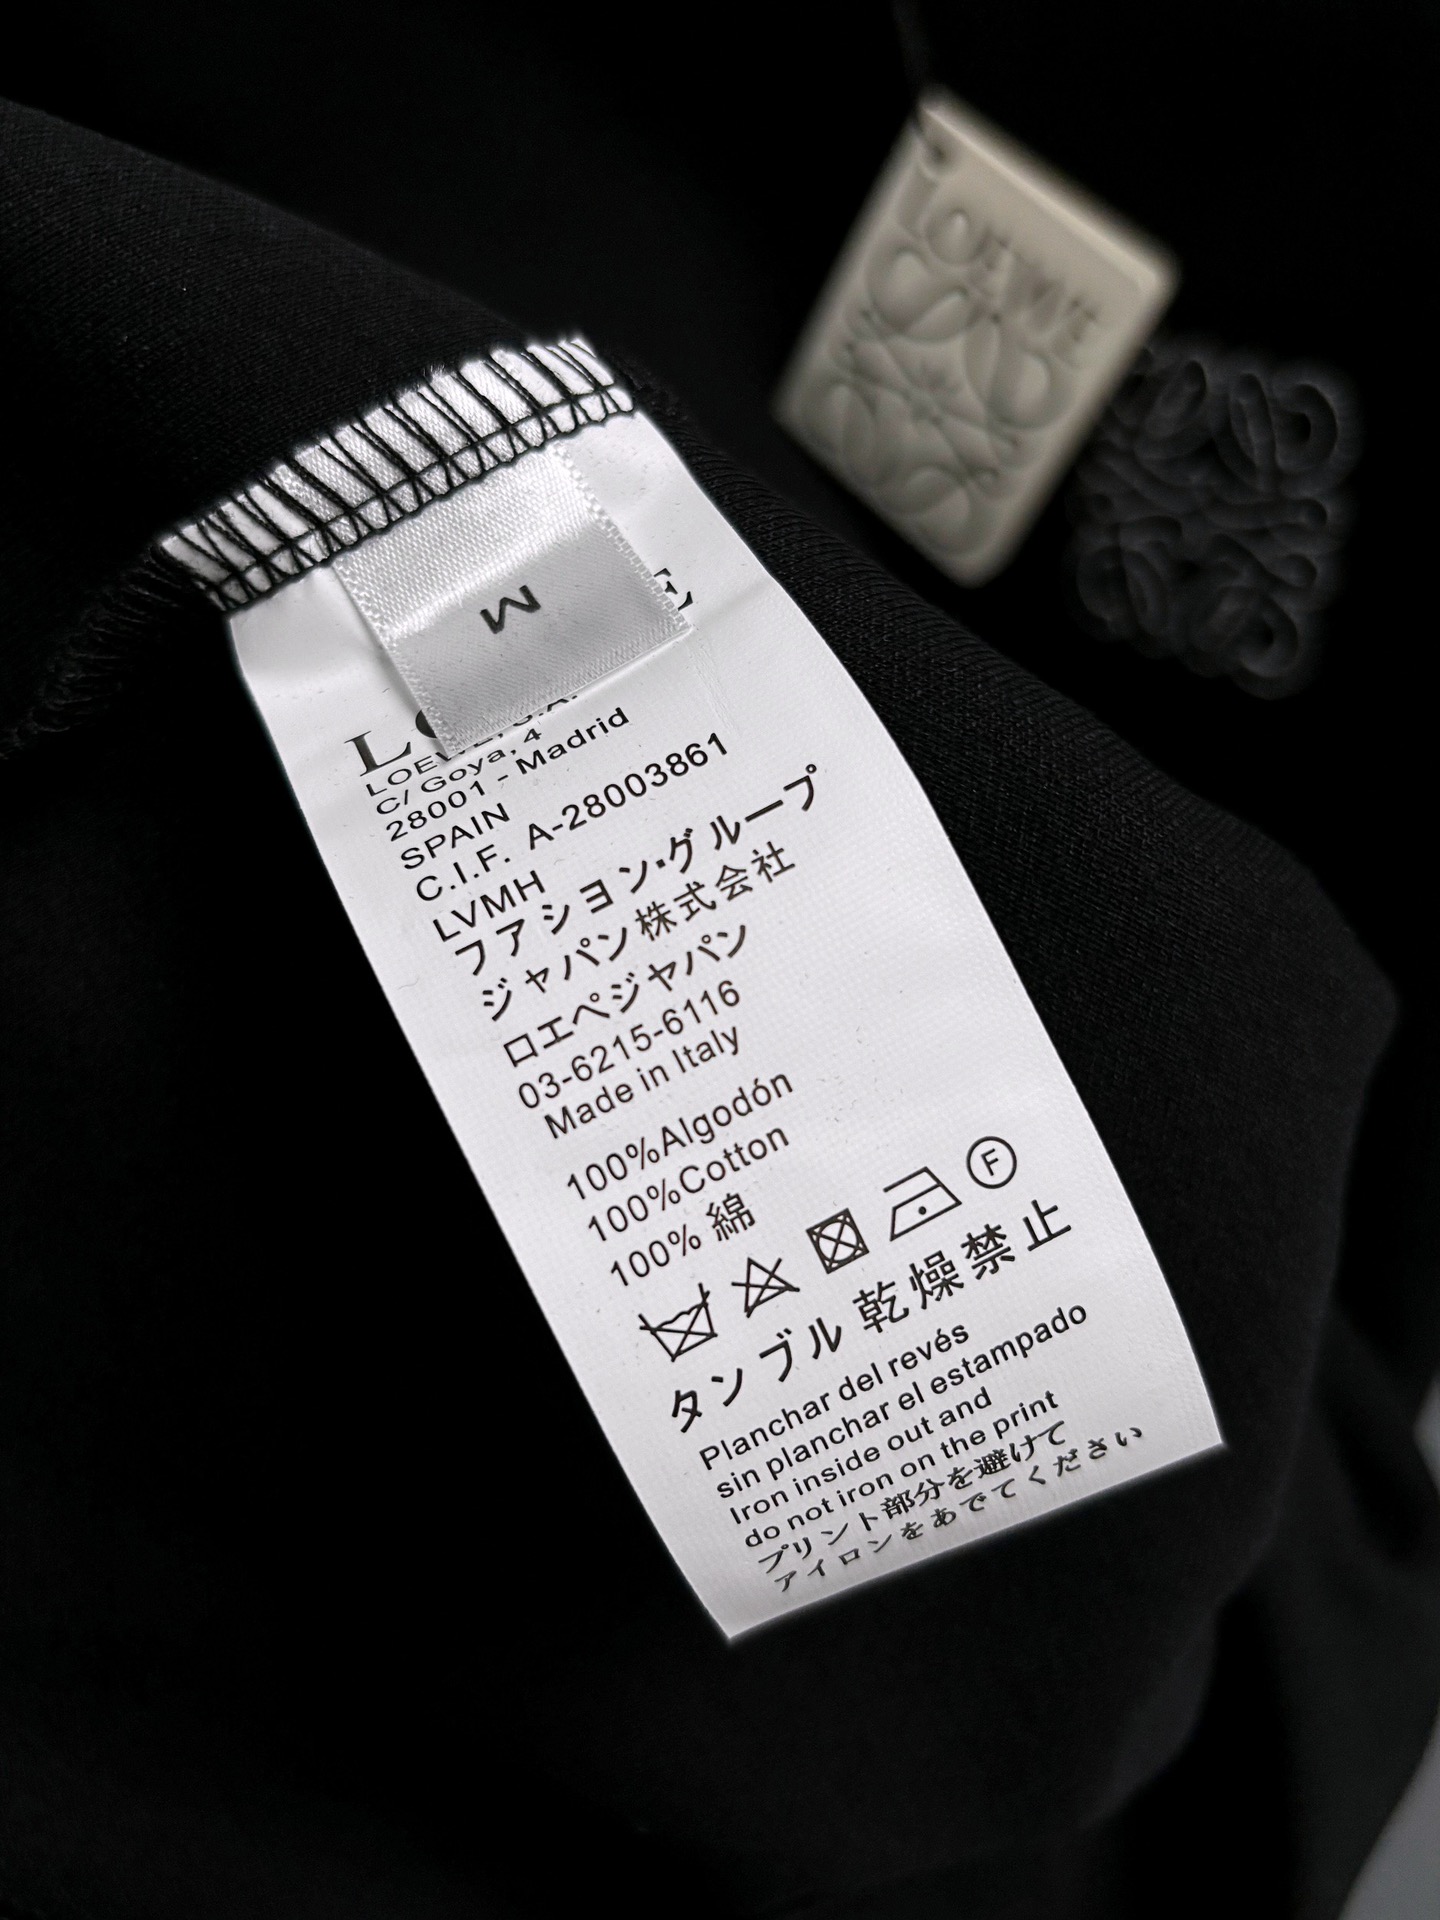 LOEWE
M
LOEWE, S.A.
C/ Goya, 4
28001 - Madrid
SPAIN
C.I.F. A-28003861
LVMH
ファション・グループ
ジャパン株式会社
ロエベジャパン
03-6215-6116
Made in Italy
100%Algodón
100%Cotton
100% 綿
F
タンブル乾燥禁止
Planchar del revés
sin planchar el estampado
Iron inside out and
do not iron on the print
プリント部分を避けて
アイロンをあでてください